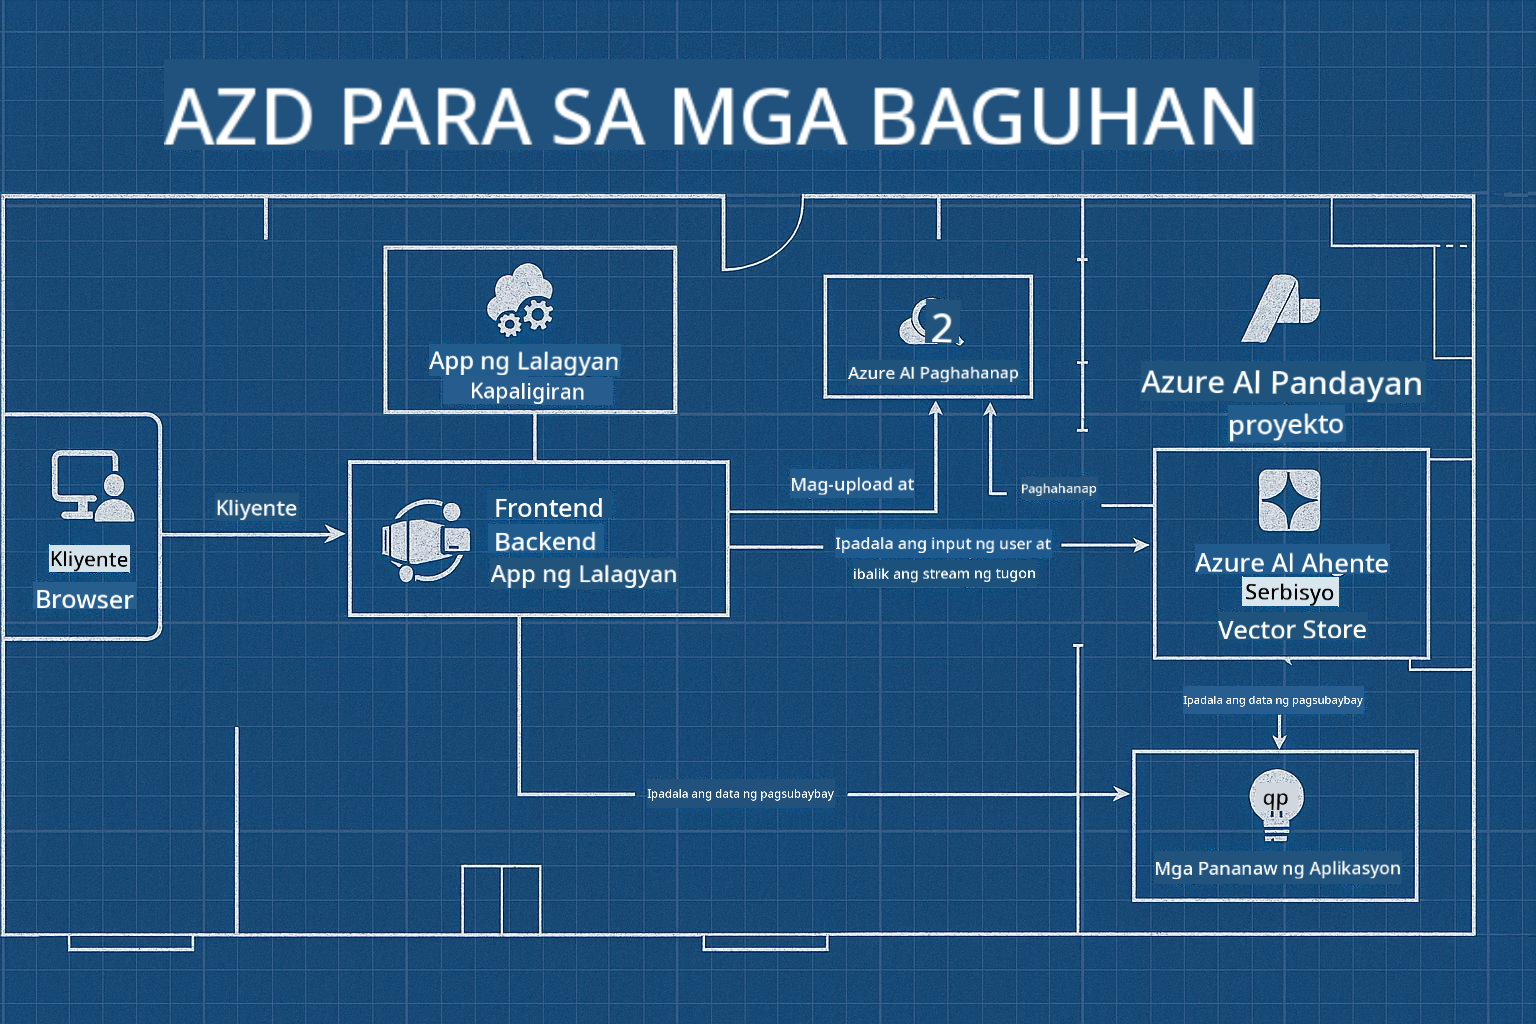 AZD PARA SA MGA BAGUHAN
App ng Lalagyan
Kapaligiran
2
Azure AI Paghahanap
Azure AI Pandayan
proyekto
Kliyente
Browser
Kliyente
Frontend
Backend
App ng Lalagyan
Mag-upload at
Paghahanap
Ipadala ang input ng user at
ibalik ang stream ng tugon
Azure AI Ahente
Serbisyo
Vector Store
Ipadala ang data ng pagsubaybay
Ipadala ang data ng pagsubaybay
qp
Mga Pananaw ng Aplikasyon